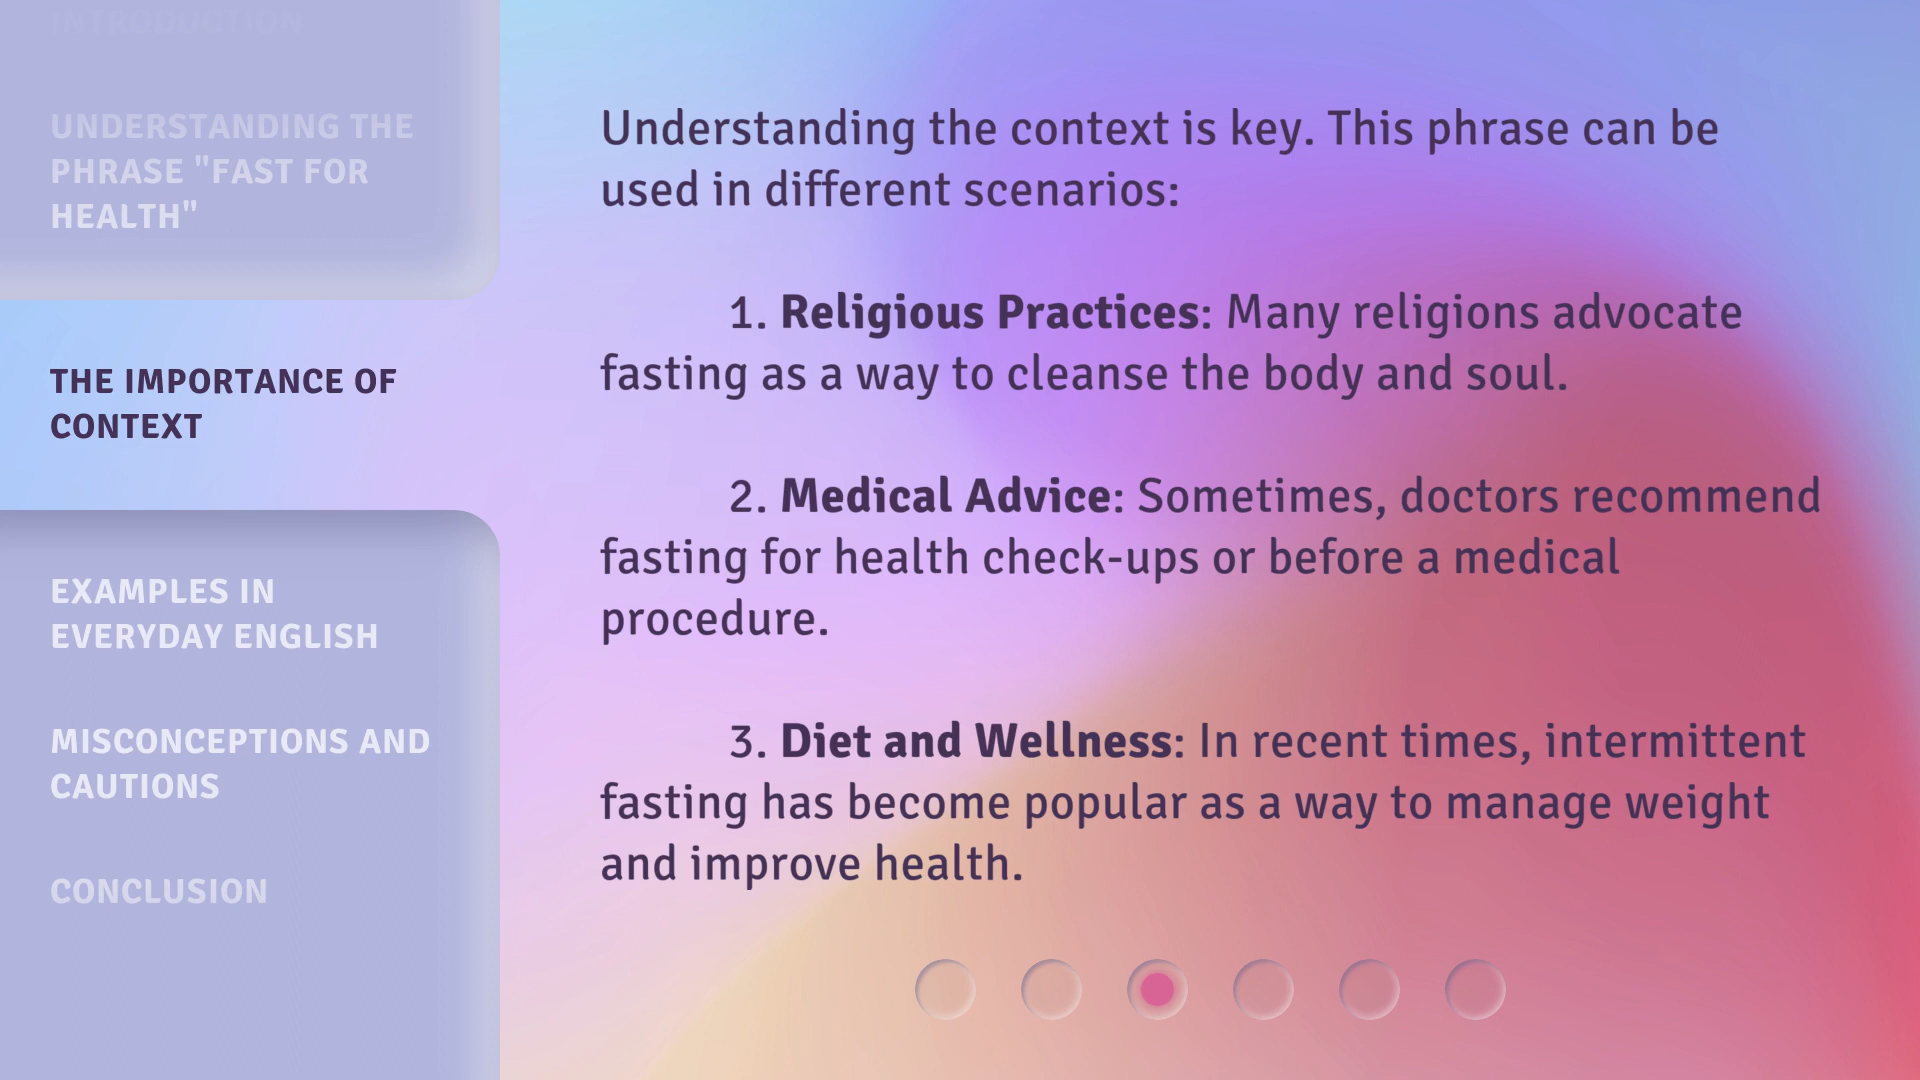 INTRODUCTION
UNDERSTANDING THE
PHRASE "FAST FOR
HEALTH"
THE IMPORTANCE OF
CONTEXT
EXAMPLES IN
EVERYDAY ENGLISH
MISCONCEPTIONS AND
CAUTIONS
CONCLUSION
Understanding the context is key. This phrase can be
used in different scenarios:
1. Religious Practices: Many religions advocate
fasting as a way to cleanse the body and soul.
2. Medical Advice: Sometimes, doctors recommend
fasting for health check-ups or before a medical
procedure.
3. Diet and Wellness: In recent times, intermittent
fasting has become popular as a way to manage weight
and improve health.